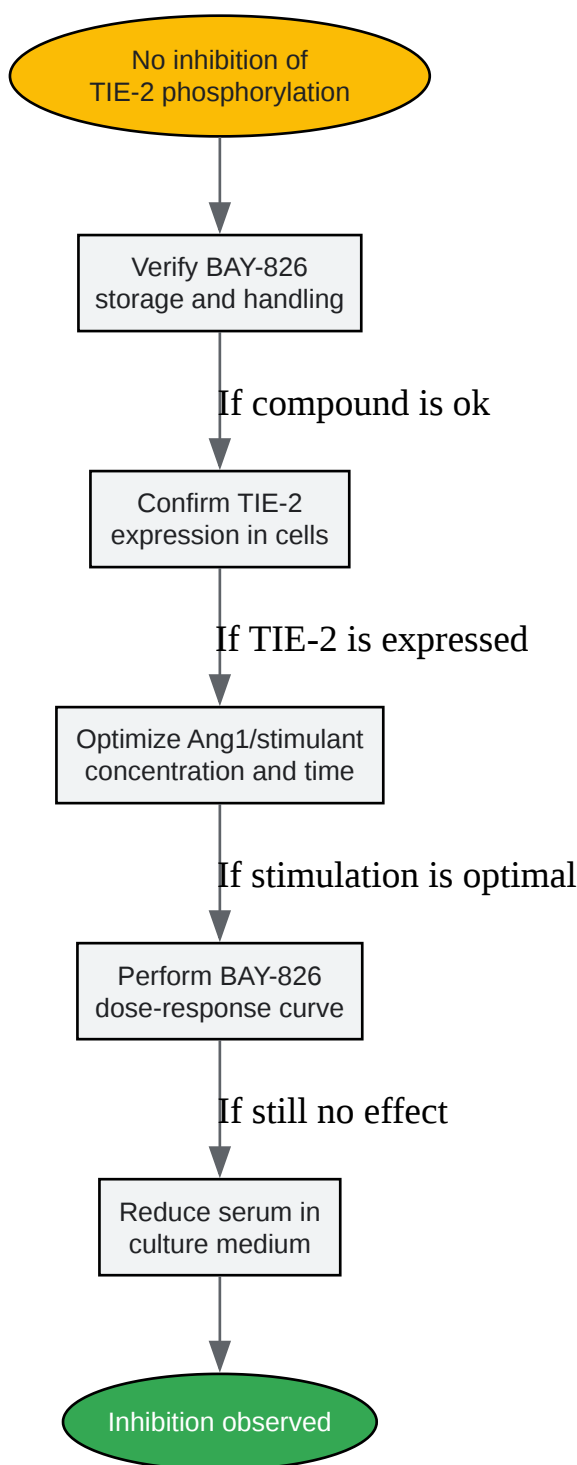 No inhibition of
TIE-2 phosphorylation
Verify BAY-826
storage and handling
If compound is ok
Confirm TIE-2
expression in cells
If TIE-2 is expressed
Optimize Ang1/stimulant
concentration and time
If stimulation is optimal
Perform BAY-826
dose-response curve
If still no effect
Reduce serum in
culture medium
Inhibition observed